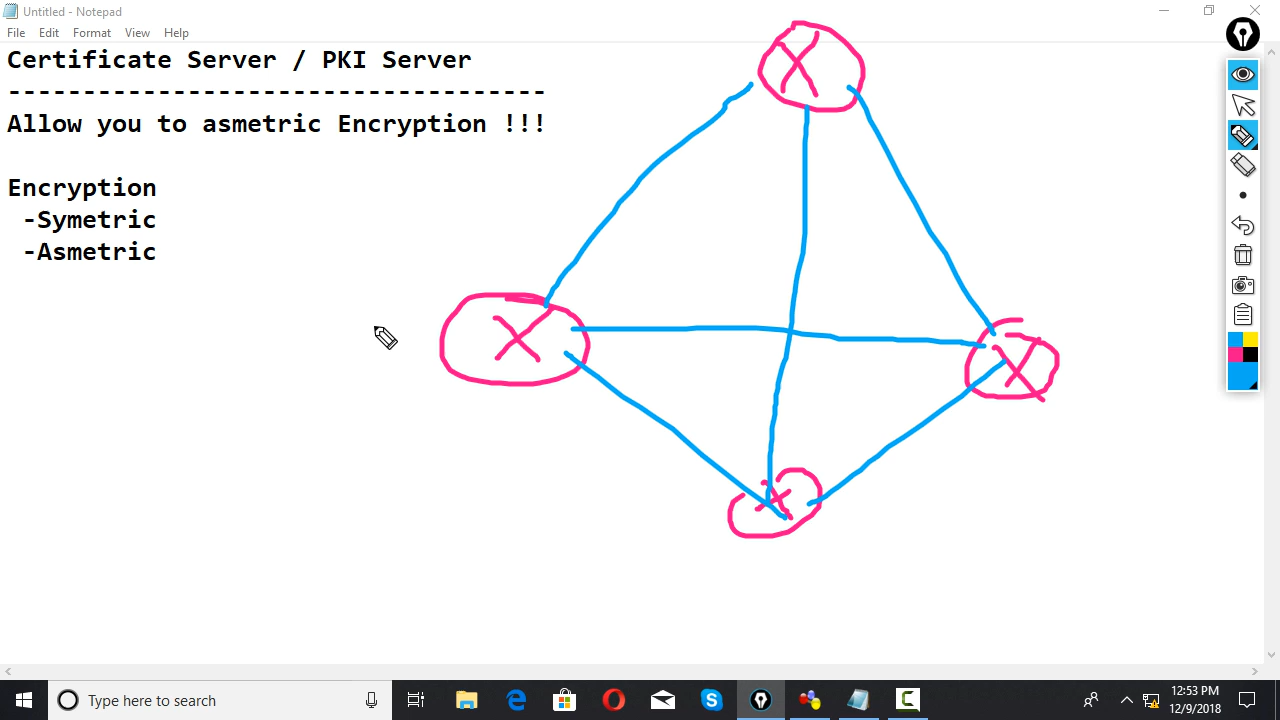 Untitled - Notepad
File Edit Format View Help
Certificate Server / PKI Server
------------------------------------
Allow you to asmetric Encryption !!!
Encryption
-Symetric
-Asmetric
X
X
X
X
Type here to search
12:53 PM
12/9/2018